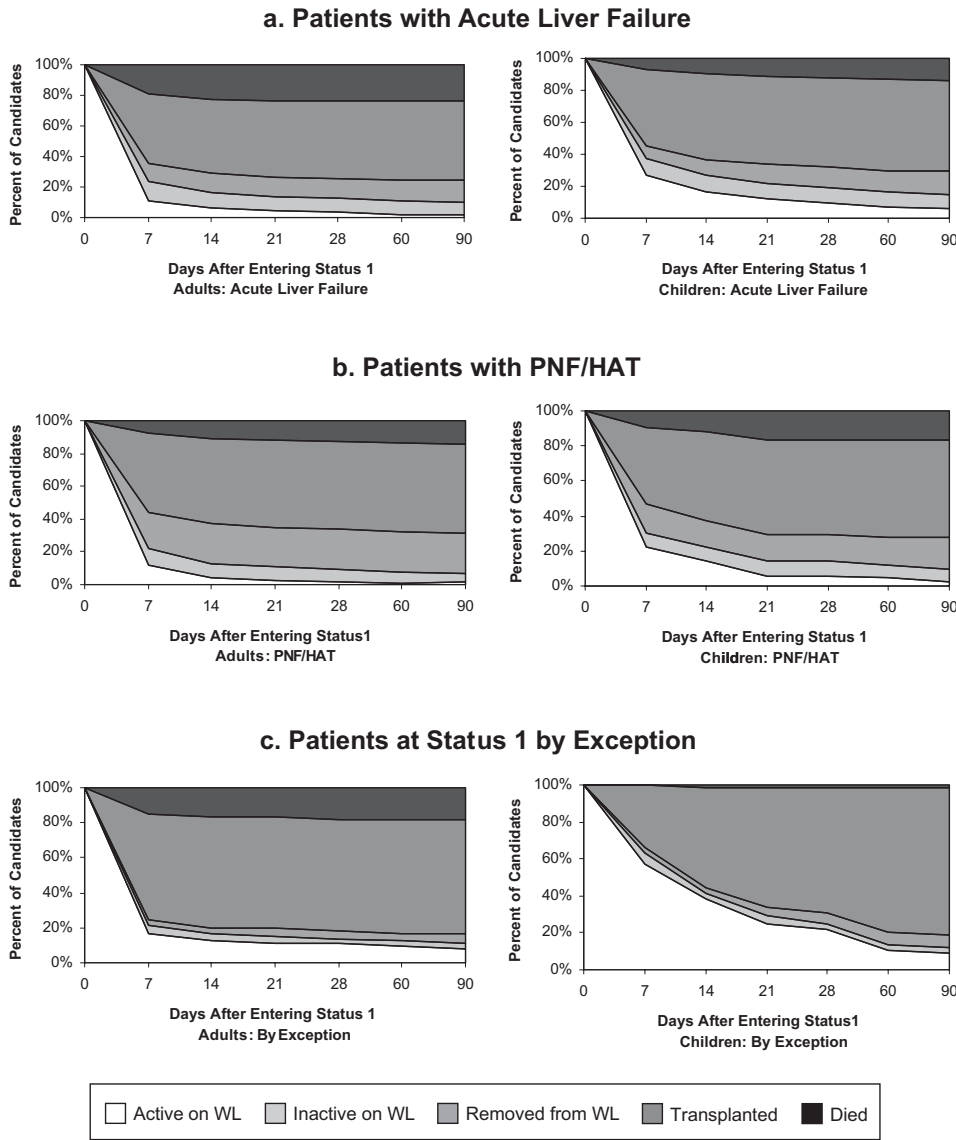 a. Patients with Acute Liver Failure
Percent of Candidates
100%
80%
60%
40%
20%
0%
0 7 14 21 28 60 90
Days After Entering Status 1
Adults: Acute Liver Failure
Percent of Candidates
100%
80%
60%
40%
20%
0%
0 7 14 21 28 60 90
Days After Entering Status 1
Children: Acute Liver Failure
b. Patients with PNF/HAT
Percent of Candidates
100%
80%
60%
40%
20%
0%
0 7 14 21 28 60 90
Days After Entering Status1
Adults: PNF/HAT
Percent of Candidates
100%
80%
60%
40%
20%
0%
0 7 14 21 28 60 90
Days After Entering Status 1
Children: PNF/HAT
c. Patients at Status 1 by Exception
Percent of Candidates
100%
80%
60%
40%
20%
0%
0 7 14 21 28 60 90
Days After Entering Status 1
Adults: By Exception
Percent of Candidates
100%
80%
60%
40%
20%
0%
0 7 14 21 28 60 90
Days After Entering Status1
Children: By Exception
Active on WL Inactive on WL Removed from WL Transplanted Died